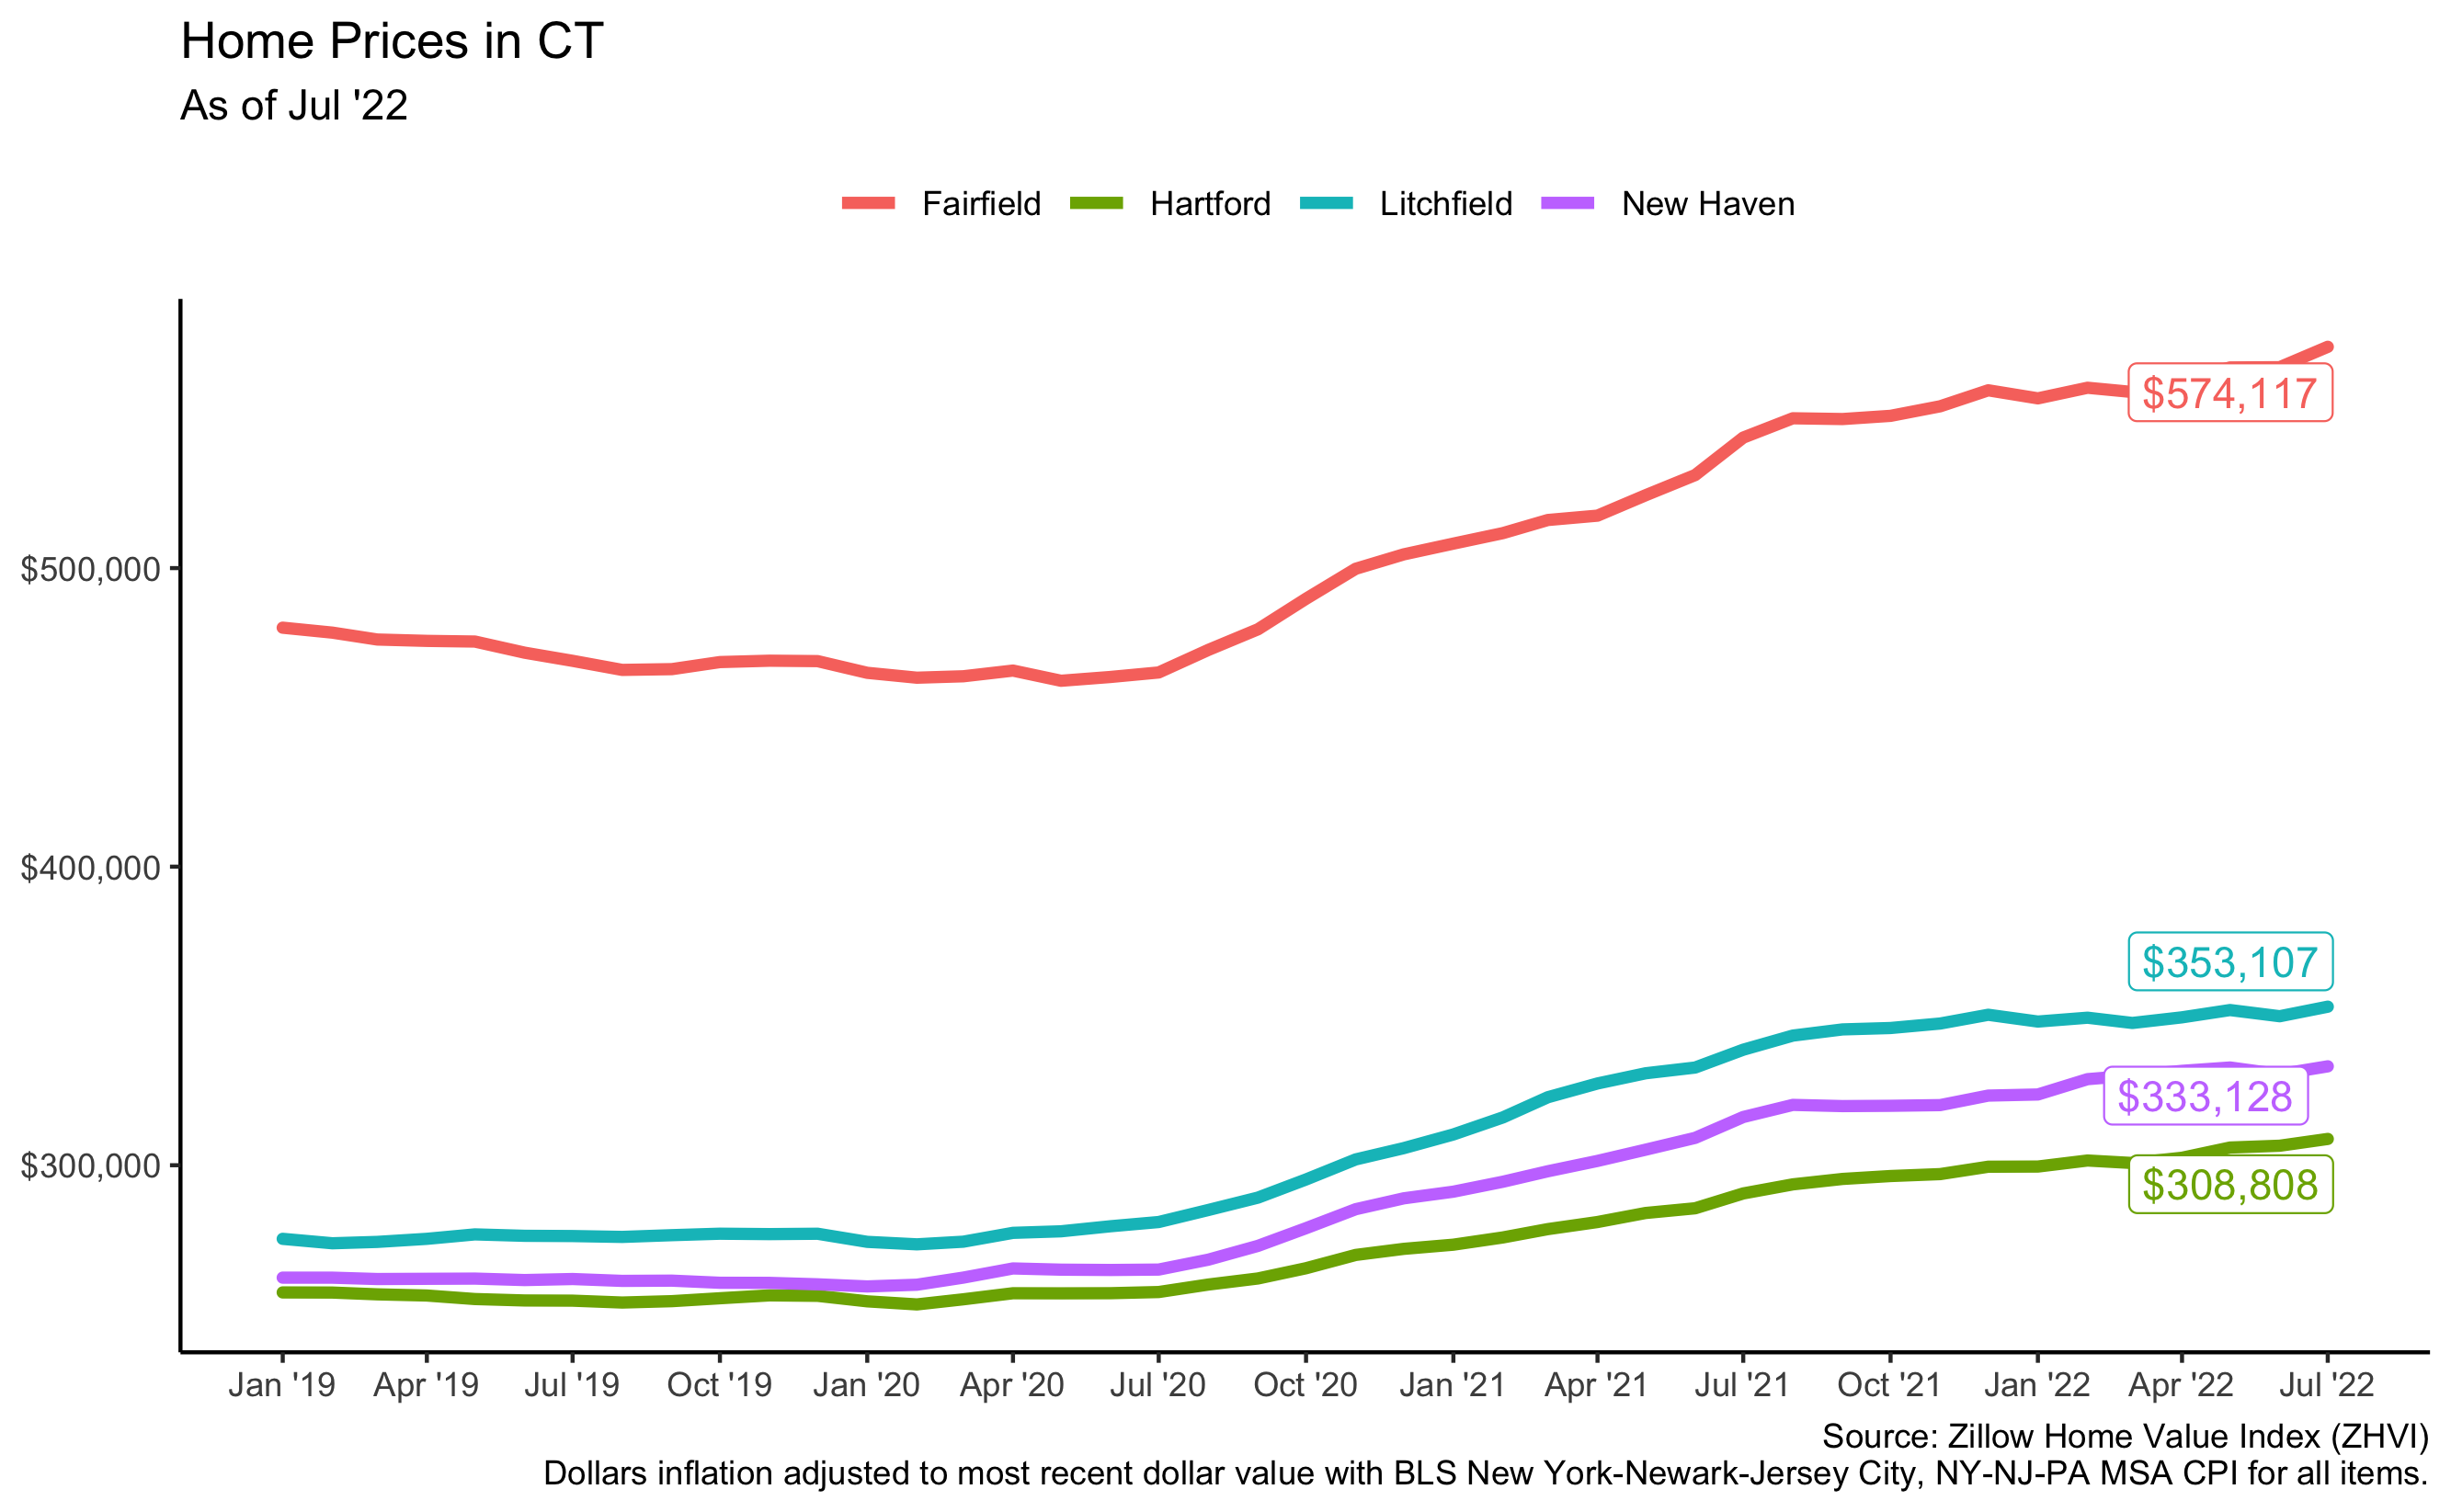 Home Prices in CT
As of Jul '22
Fairfield Hartford Litchfield New Haven
$574,117
$500,000
$400,000
$353,107
$333,128
$300,000
$308,808
Jan '19 Apr '19 Jul '19 Oct '19 Jan '20 Apr '20 Jul '20 Oct '20 Jan '21 Apr '21 Jul '21 Oct '21 Jan '22 Apr '22 Jul '22
Source: Zillow Home Value Index (ZHVI)
Dollars inflation adjusted to most recent dollar value with BLS New York-Newark-Jersey City, NY-NJ-PA MSA CPI for all items.